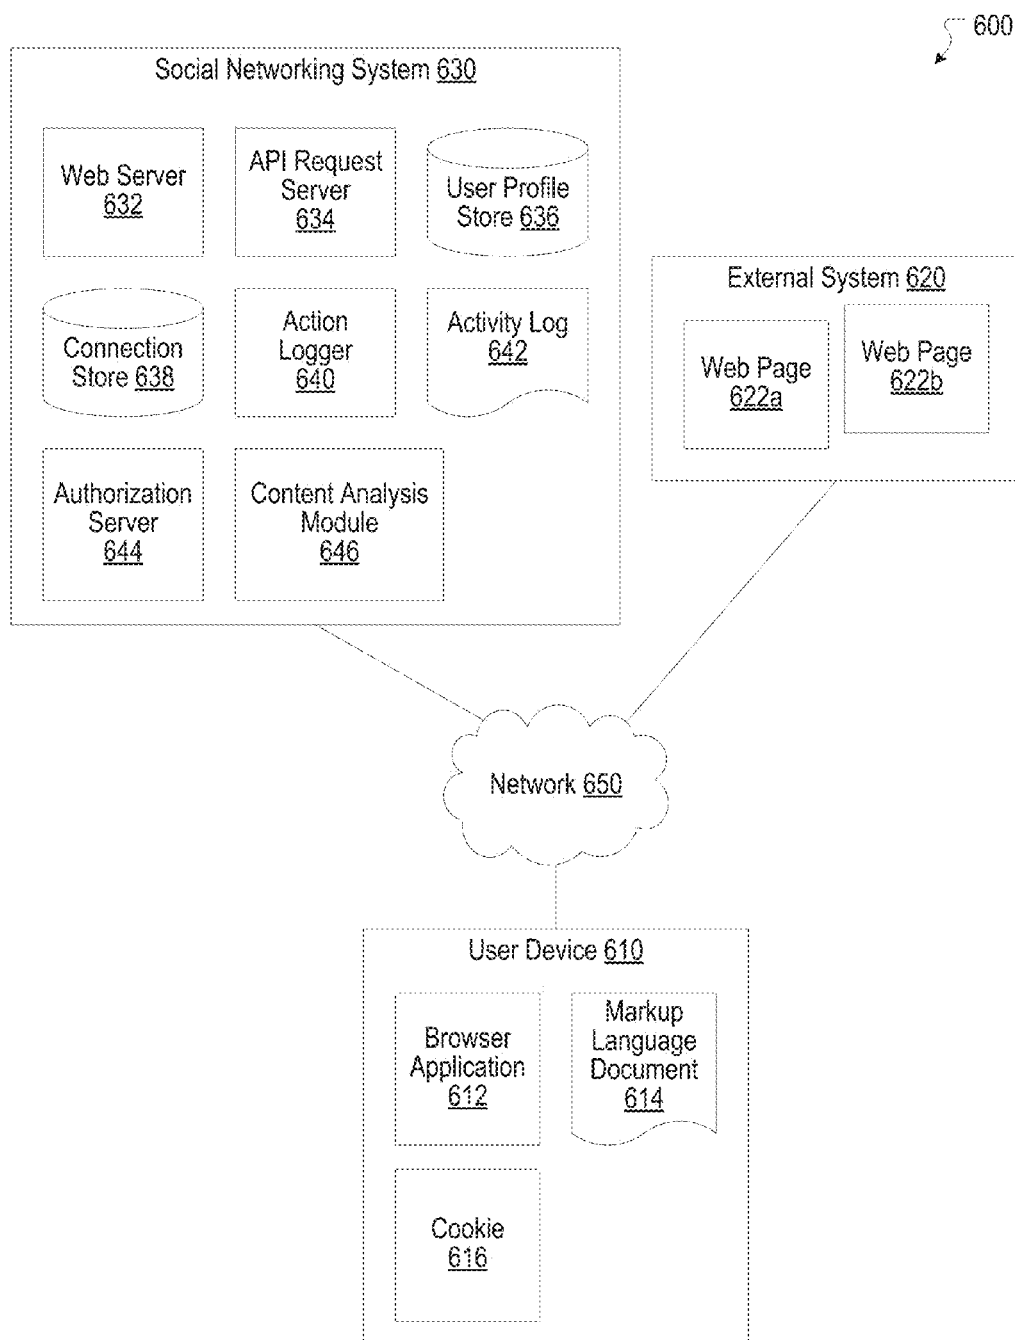 600
Social Networking System 630
Web Server
632
API Request
Server
634
User Profile
Store 636
Connection
Store 638
Action
Logger
640
Activity Log
642
Authorization
Server
644
Content Analysis
Module
646
External System 620
Web Page
622a
Web Page
622b
Network 650
User Device 610
Browser
Application
612
Markup
Language
Document
614
Cookie
616